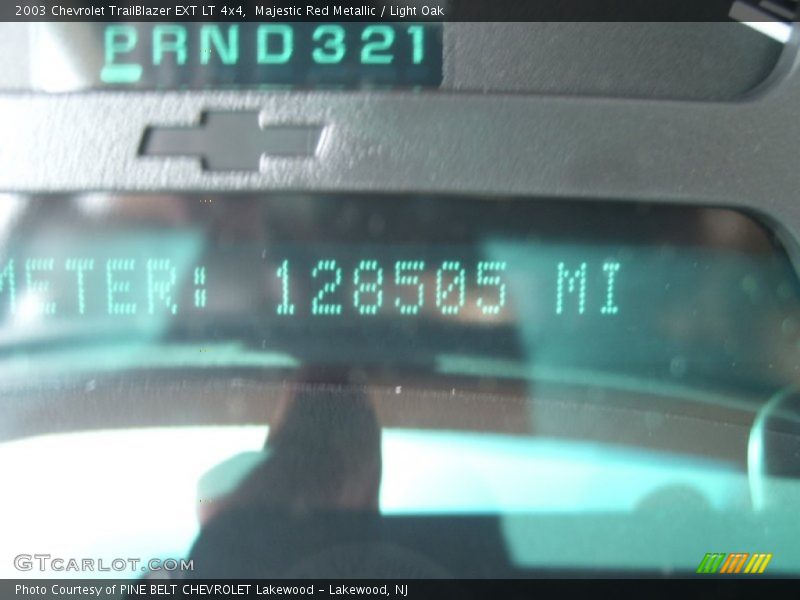 2003 Chevrolet TrailBlazer EXT LT 4x4, Majestic Red Metallic / Light Oak
PRND321
METER: 128505 MI
GTCARLOT.COM
Photo Courtesy of PINE BELT CHEVROLET Lakewood - Lakewood, NJ